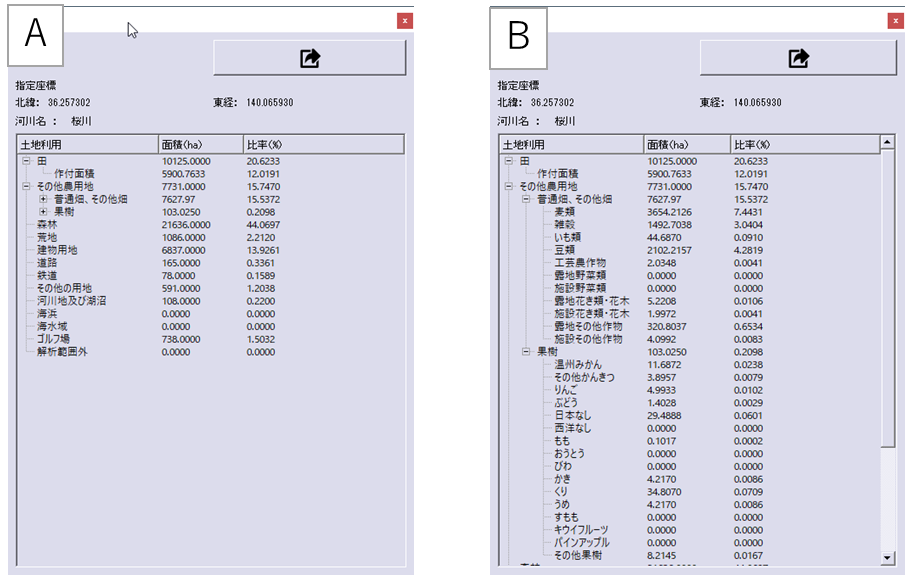 A
指定座標
北緯: 36.257302 東経: 140.065930
河川名 : 桜川
土地利用 面積(ha) 比率(%)
田 10125.0000 20.6233
作付面積 5900.7633 12.0191
その他農用地 7731.0000 15.7470
普通畑、その他畑 7627.97 15.5372
果樹 103.0250 0.2098
森林 21636.0000 44.0697
荒地 1086.0000 2.2120
建物用地 6837.0000 13.9261
道路 165.0000 0.3361
鉄道 78.0000 0.1589
その他の用地 591.0000 1.2038
河川地及び湖沼 108.0000 0.2200
海浜 0.0000 0.0000
海水域 0.0000 0.0000
ゴルフ場 738.0000 1.5032
解析範囲外 0.0000 0.0000
B
指定座標
北緯: 36.257302 東経: 140.065930
河川名 : 桜川
土地利用 面積(ha) 比率(%)
田 10125.0000 20.6233
作付面積 5900.7633 12.0191
その他農用地 7731.0000 15.7470
普通畑、その他畑 7627.97 15.5372
麦類 3654.2126 7.4431
雑穀 1492.7038 3.0404
いも類 44.6870 0.0910
豆類 2102.2157 4.2819
工芸農作物 2.0348 0.0041
露地野菜類 0.0000 0.0000
施設野菜類 0.0000 0.0000
露地花き類・花木 5.2208 0.0106
施設花き類・花木 1.9972 0.0041
露地その他作物 320.8037 0.6534
施設その他作物 4.0992 0.0083
果樹 103.0250 0.2098
温州みかん 11.6872 0.0238
その他かんきつ 3.8957 0.0079
りんご 4.9933 0.0102
ぶどう 1.4028 0.0029
日本なし 29.4888 0.0601
西洋なし 0.0000 0.0000
もも 0.1017 0.0002
おうとう 0.0000 0.0000
びわ 0.0000 0.0000
かき 4.2170 0.0086
くり 34.8070 0.0709
うめ 4.2170 0.0086
すもも 0.0000 0.0000
キウイフルーツ 0.0000 0.0000
パインアップル 0.0000 0.0000
その他果樹 8.2145 0.0167